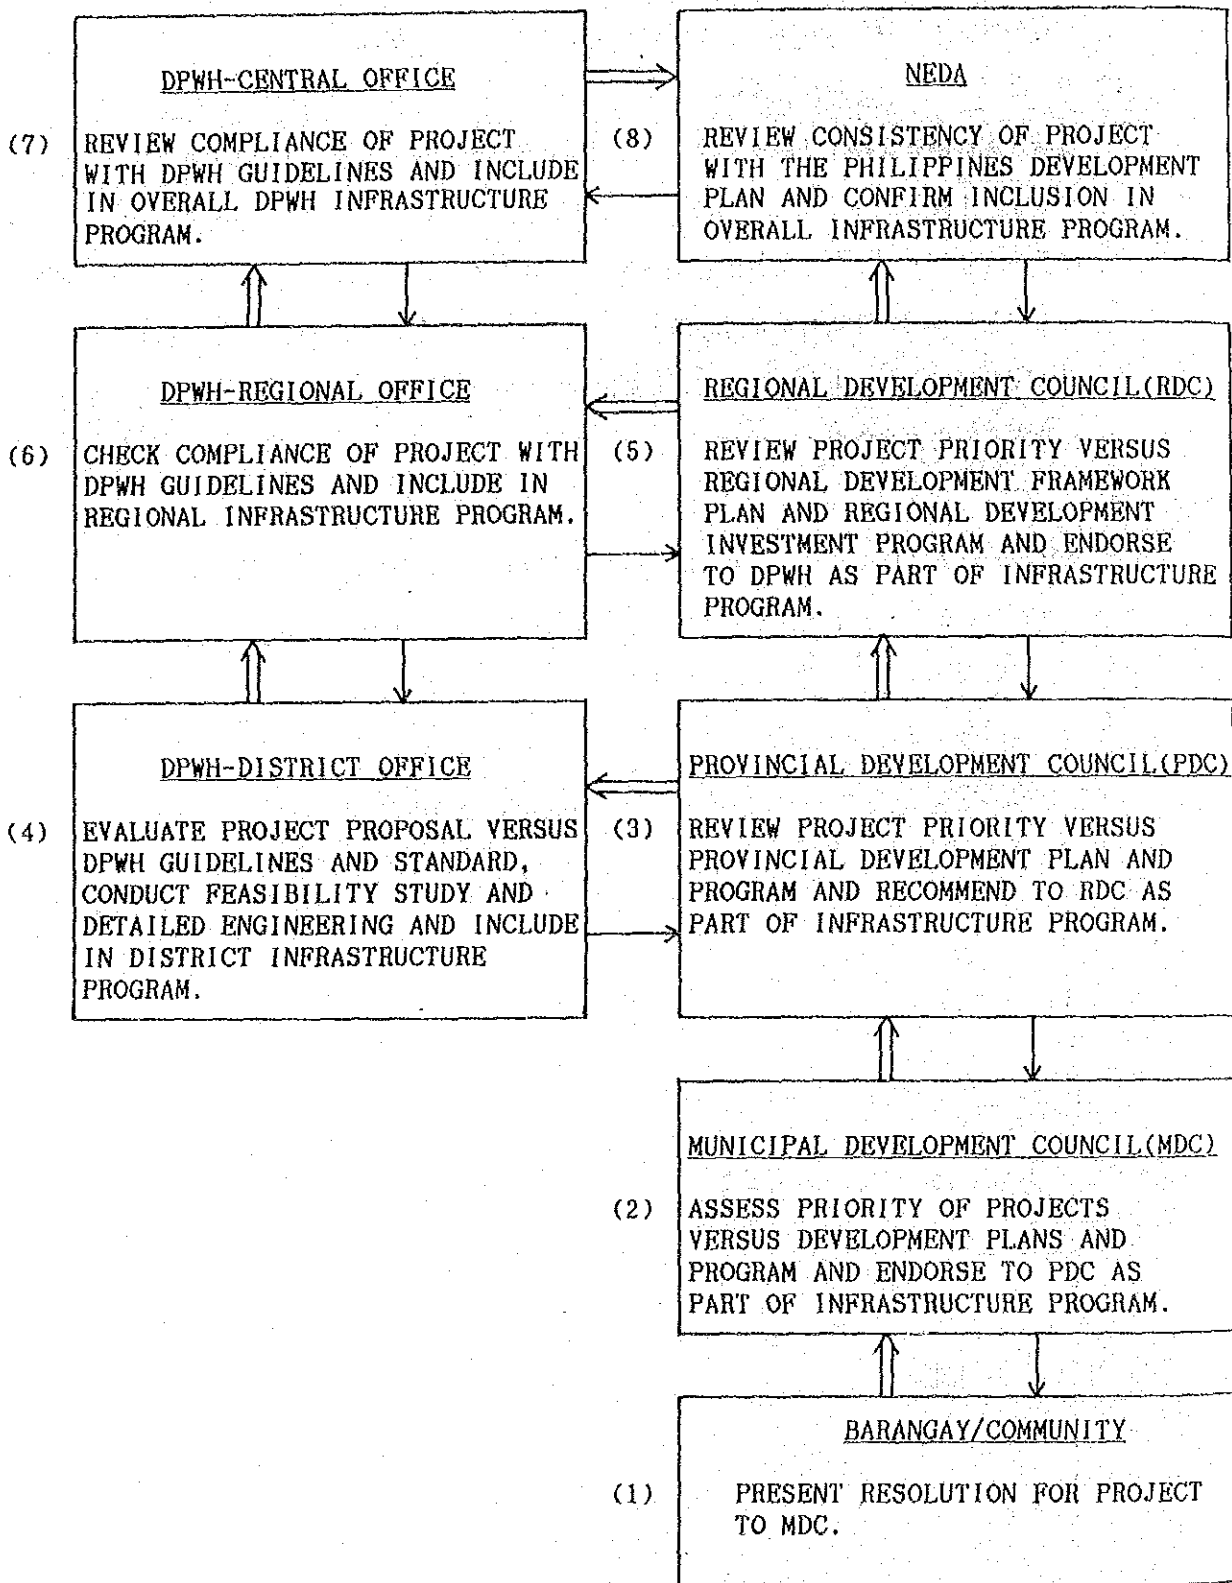 DPWH-CENTRAL OFFICE
(7) REVIEW COMPLIANCE OF PROJECT
WITH DPWH GUIDELINES AND INCLUDE
IN OVERALL DPWH INFRASTRUCTURE
PROGRAM.
NEDA
(8) REVIEW CONSISTENCY OF PROJECT
WITH THE PHILIPPINES DEVELOPMENT
PLAN AND CONFIRM INCLUSION IN
OVERALL INFRASTRUCTURE PROGRAM.
DPWH-REGIONAL OFFICE
(6) CHECK COMPLIANCE OF PROJECT WITH
DPWH GUIDELINES AND INCLUDE IN
REGIONAL INFRASTRUCTURE PROGRAM.
REGIONAL DEVELOPMENT COUNCIL(RDC)
(5) REVIEW PROJECT PRIORITY VERSUS
REGIONAL DEVELOPMENT FRAMEWORK
PLAN AND REGIONAL DEVELOPMENT
INVESTMENT PROGRAM AND ENDORSE
TO DPWH AS PART OF INFRASTRUCTURE
PROGRAM.
DPWH-DISTRICT OFFICE
(4) EVALUATE PROJECT PROPOSAL VERSUS
DPWH GUIDELINES AND STANDARD,
CONDUCT FEASIBILITY STUDY AND
DETAILED ENGINEERING AND INCLUDE
IN DISTRICT INFRASTRUCTURE
PROGRAM.
PROVINCIAL DEVELOPMENT COUNCIL(PDC)
(3) REVIEW PROJECT PRIORITY VERSUS
PROVINCIAL DEVELOPMENT PLAN AND
PROGRAM AND RECOMMEND TO RDC AS
PART OF INFRASTRUCTURE PROGRAM.
MUNICIPAL DEVELOPMENT COUNCIL(MDC)
(2) ASSESS PRIORITY OF PROJECTS
VERSUS DEVELOPMENT PLANS AND
PROGRAM AND ENDORSE TO PDC AS
PART OF INFRASTRUCTURE PROGRAM.
BARANGAY/COMMUNITY
(1) PRESENT RESOLUTION FOR PROJECT
TO MDC.